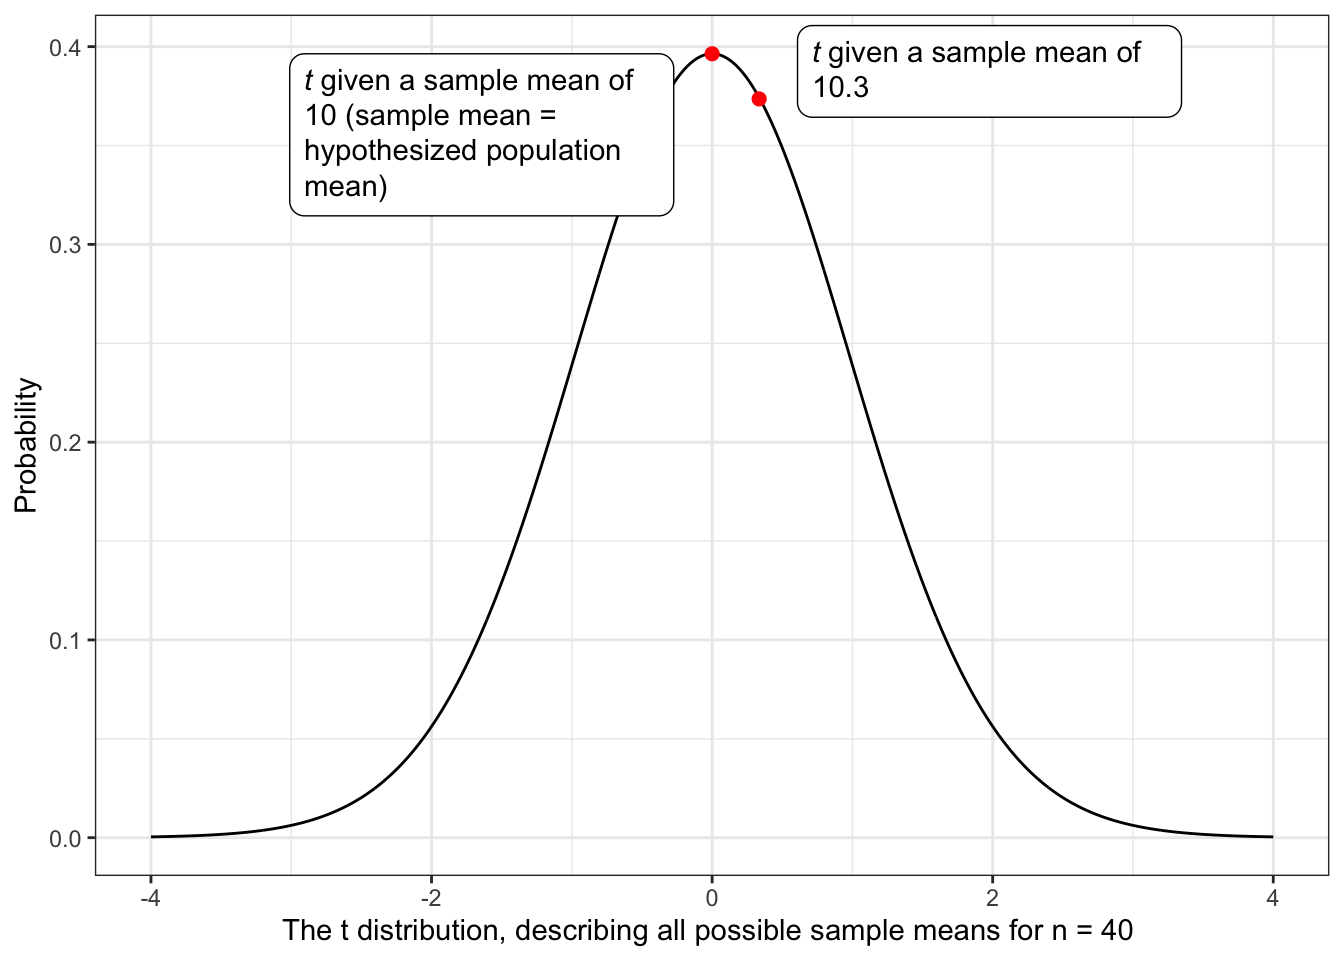 t given a sample mean of
10 (sample mean =
hypothesized population
mean)
t given a sample mean of
10.3
Probability
0.4
0.3
0.2
0.1
0.0
-4
-2
0
2
4
The t distribution, describing all possible sample means for n = 40